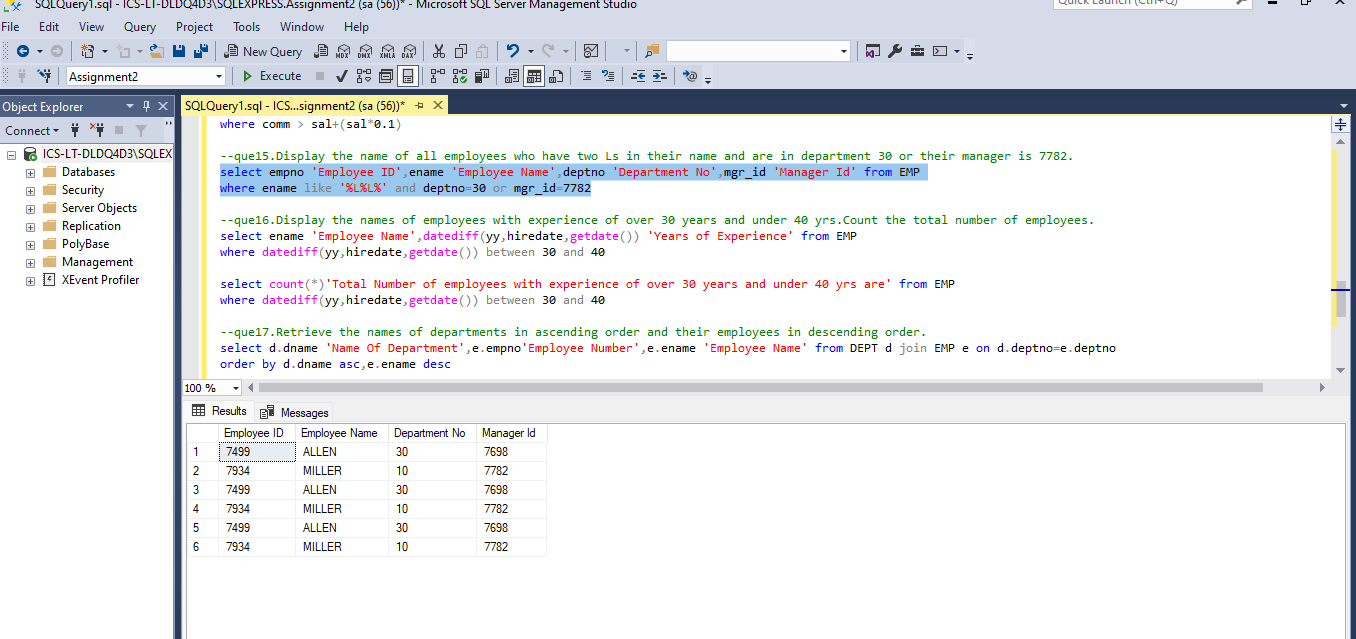 SQLQuery1.sql - ICS-LT-DLDQ4D3\SQLEXPRESS.Assignment2 (sa (56))* - Microsoft SQL Server Management Studio
Quick Launch (Ctrl+Q)
File Edit View Query Project Tools Window Help
New Query
MDX DMX XMLA DAX
Assignment2
Execute
Object Explorer
SQLQuery1.sql - ICS...signment2 (sa (56))*
Connect
ICS-LT-DLDQ4D3\SQLEX
Databases
Security
Server Objects
Replication
PolyBase
Management
XEvent Profiler
where comm > sal+(sal*0.1)
--que15.Display the name of all employees who have two Ls in their name and are in department 30 or their manager is 7782.
select empno 'Employee ID',ename 'Employee Name',deptno 'Department No',mgr_id 'Manager Id' from EMP
where ename like '%L%L%' and deptno=30 or mgr_id=7782
--que16.Display the names of employees with experience of over 30 years and under 40 yrs.Count the total number of employees.
select ename 'Employee Name',datediff(yy,hiredate,getdate()) 'Years of Experience' from EMP
where datediff(yy,hiredate,getdate()) between 30 and 40
select count(*)'Total Number of employees with experience of over 30 years and under 40 yrs are' from EMP
where datediff(yy,hiredate,getdate()) between 30 and 40
--que17.Retrieve the names of departments in ascending order and their employees in descending order.
select d.dname 'Name Of Department',e.empno'Employee Number',e.ename 'Employee Name' from DEPT d join EMP e on d.deptno=e.deptno
order by d.dname asc,e.ename desc
100 %
Results Messages
Employee ID Employee Name Department No Manager Id
1 7499 ALLEN 30 7698
2 7934 MILLER 10 7782
3 7499 ALLEN 30 7698
4 7934 MILLER 10 7782
5 7499 ALLEN 30 7698
6 7934 MILLER 10 7782